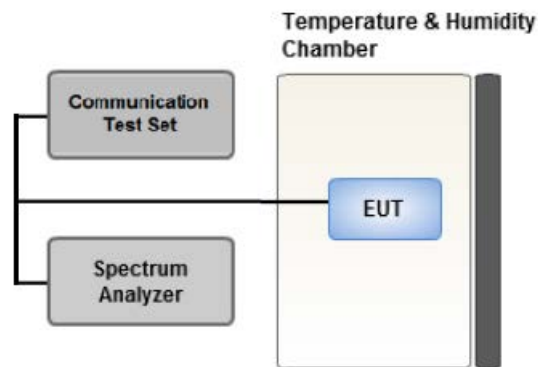 Temperature & Humidity
Chamber
Communication
Test Set
EUT
Spectrum
Analyzer